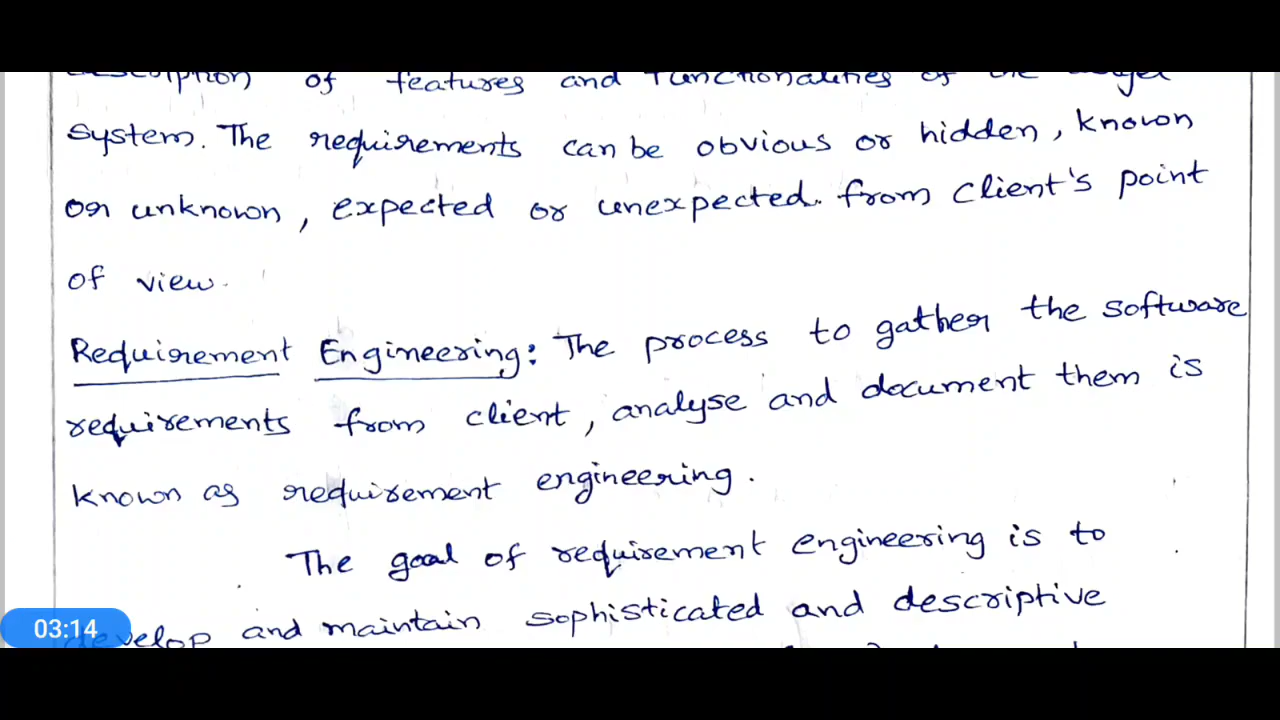 description of features and functionalities of the target
system. The requirements can be obvious or hidden, known
or unknown, expected or unexpected. from client's point
of view.
Requirement Engineering: The process to gather the software
requirements from client, analyse and document them is
known as requirement engineering.
The goal of requirement engineering is to
develop and maintain sophisticated and descriptive
03:14